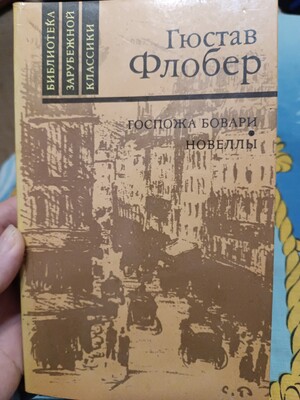 БИБЛИОТЕКА
ЗАРУБЕЖНОЙ
КЛАССИКИ
Гюстав
Флобер
ГОСПОЖА БОВАРИ
•
НОВЕЛЛЫ